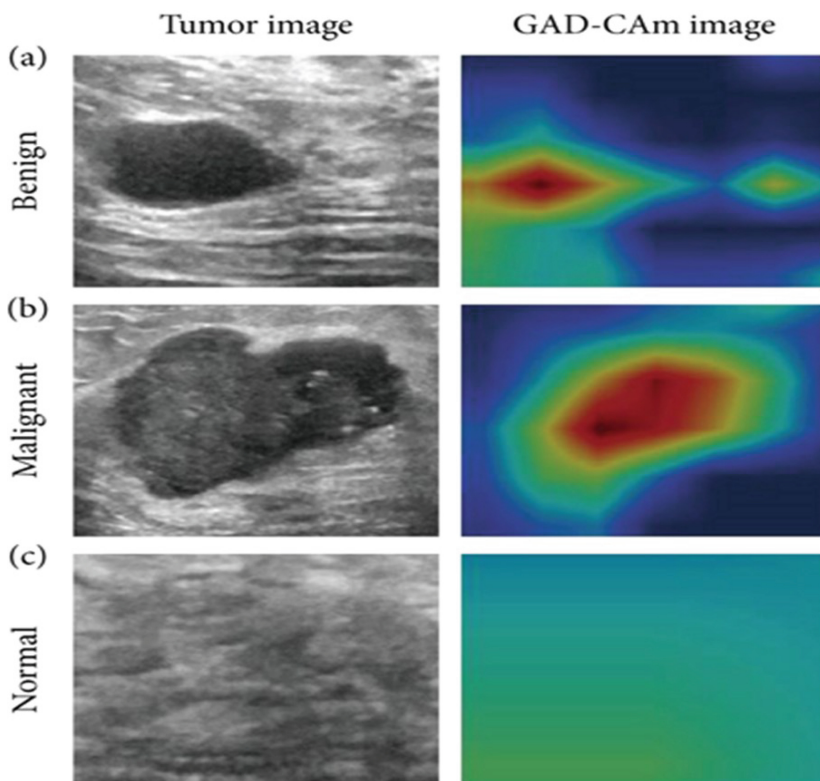 Tumor image
GAD-CAm image
(a)
Benign
(b)
Malignant
(c)
Normal